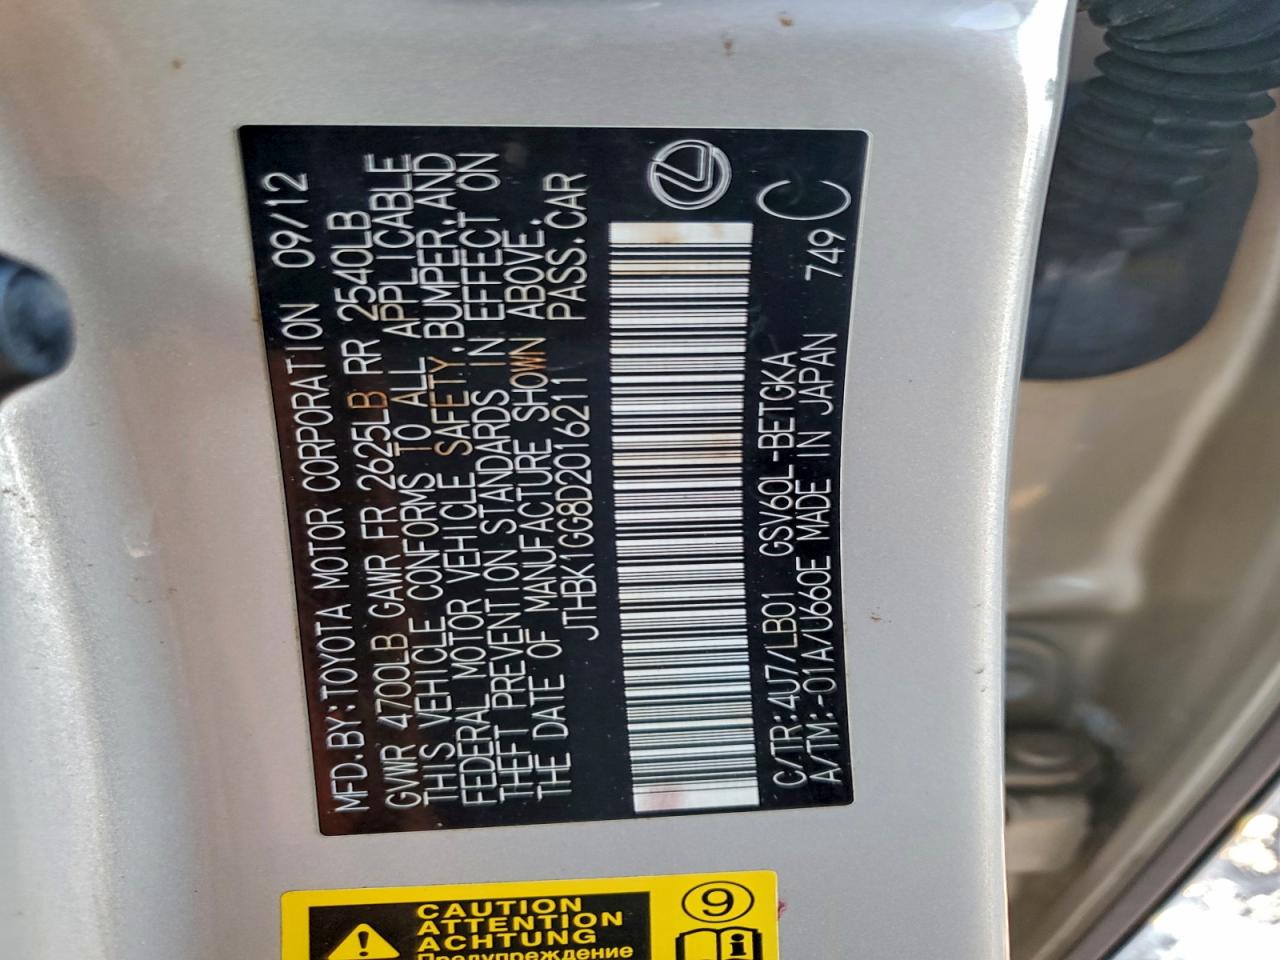 MFD.BY:TOYOTA MOTOR CORPORATION 09/12
GVWR 4700LB GAWR FR 2625LB RR 2540LB
THIS VEHICLE CONFORMS TO ALL APPLICABLE
FEDERAL MOTOR VEHICLE SAFETY,BUMPER,AND
THEFT PREVENTION STANDARDS IN EFFECT ON
THE DATE OF MANUFACTURE SHOWN ABOVE.
JTHBK1GG8D2016211 PASS.CAR
C/TR:4U7/LB01 GSV60L-BETGKA
A/TM:-01A/U660E MADE IN JAPAN 749 C
CAUTION
ATTENTION
ACHTUNG
Предупреждение
9
i